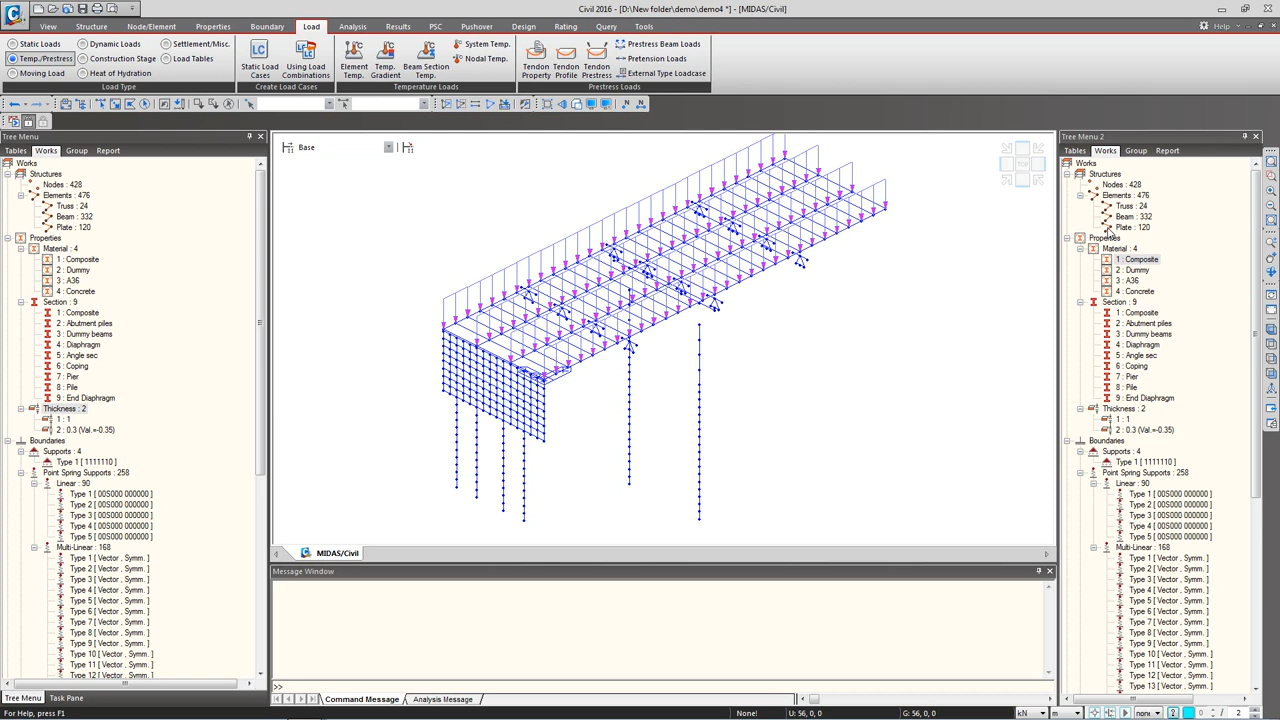 Civil 2016 - [D:\New folder\demo\demo4 *] - [MIDAS/Civil]
View Structure Node/Element Properties Boundary Load Analysis Results PSC Pushover Design Rating Query Tools Help
Static Loads Dynamic Loads Settlement/Misc.
Temp./Prestress Construction Stage Load Tables
Moving Load Heat of Hydration
Load Type
Static Load Cases Using Load Combinations
Create Load Cases
Element Temp. Temp. Gradient Beam Section Temp. System Temp. Nodal Temp.
Temperature Loads
Tendon Property Tendon Profile Tendon Prestress Prestress Beam Loads Pretension Loads External Type Loadcase
Prestress Loads
Tree Menu
Tables Works Group Report
Works
Structures
Nodes : 428
Elements : 476
Truss : 24
Beam : 332
Plate : 120
Properties
Material : 4
1 : Composite
2 : Dummy
3 : A36
4 : Concrete
Section : 9
1 : Composite
2 : Abutment piles
3 : Dummy beams
4 : Diaphragm
5 : Angle sec
6 : Coping
7 : Pier
8 : Pile
9 : End Diaphragm
Thickness : 2
1 : 1
2 : 0.3 (Val.=-0.35)
Boundaries
Supports : 4
Type 1 [ 1111110 ]
Point Spring Supports : 258
Linear : 90
Type 1 [ 00S000 000000 ]
Type 2 [ 00S000 000000 ]
Type 3 [ 00S000 000000 ]
Type 4 [ 00S000 000000 ]
Type 5 [ 00S000 000000 ]
Multi-Linear : 168
Type 1 [ Vector , Symm. ]
Type 2 [ Vector , Symm. ]
Type 3 [ Vector , Symm. ]
Type 4 [ Vector , Symm. ]
Type 5 [ Vector , Symm. ]
Type 6 [ Vector , Symm. ]
Type 7 [ Vector , Symm. ]
Type 8 [ Vector , Symm. ]
Type 9 [ Vector , Symm. ]
Type 10 [ Vector , Symm. ]
Type 11 [ Vector , Symm. ]
Type 12 [ Vector , Symm. ]
Tree Menu Task Pane
Base
TOP
MIDAS/Civil
Message Window
>>
Command Message Analysis Message
Tree Menu 2
Tables Works Group Report
Works
Structures
Nodes : 428
Elements : 476
Truss : 24
Beam : 332
Plate : 120
Properties
Material : 4
1 : Composite
2 : Dummy
3 : A36
4 : Concrete
Section : 9
1 : Composite
2 : Abutment piles
3 : Dummy beams
4 : Diaphragm
5 : Angle sec
6 : Coping
7 : Pier
8 : Pile
9 : End Diaphragm
Thickness : 2
1 : 1
2 : 0.3 (Val.=-0.35)
Boundaries
Supports : 4
Type 1 [ 1111110 ]
Point Spring Supports : 258
Linear : 90
Type 1 [ 00S000 000000 ]
Type 2 [ 00S000 000000 ]
Type 3 [ 00S000 000000 ]
Type 4 [ 00S000 000000 ]
Type 5 [ 00S000 000000 ]
Multi-Linear : 168
Type 1 [ Vector , Symm. ]
Type 2 [ Vector , Symm. ]
Type 3 [ Vector , Symm. ]
Type 4 [ Vector , Symm. ]
Type 5 [ Vector , Symm. ]
Type 6 [ Vector , Symm. ]
Type 7 [ Vector , Symm. ]
Type 8 [ Vector , Symm. ]
Type 9 [ Vector , Symm. ]
Type 10 [ Vector , Symm. ]
Type 11 [ Vector , Symm. ]
Type 12 [ Vector , Symm. ]
Type 13 [ Vector , Symm. ]
For Help, press F1 None! U: 56, 0, 0 G: 56, 0, 0 kN m none 0 / 2